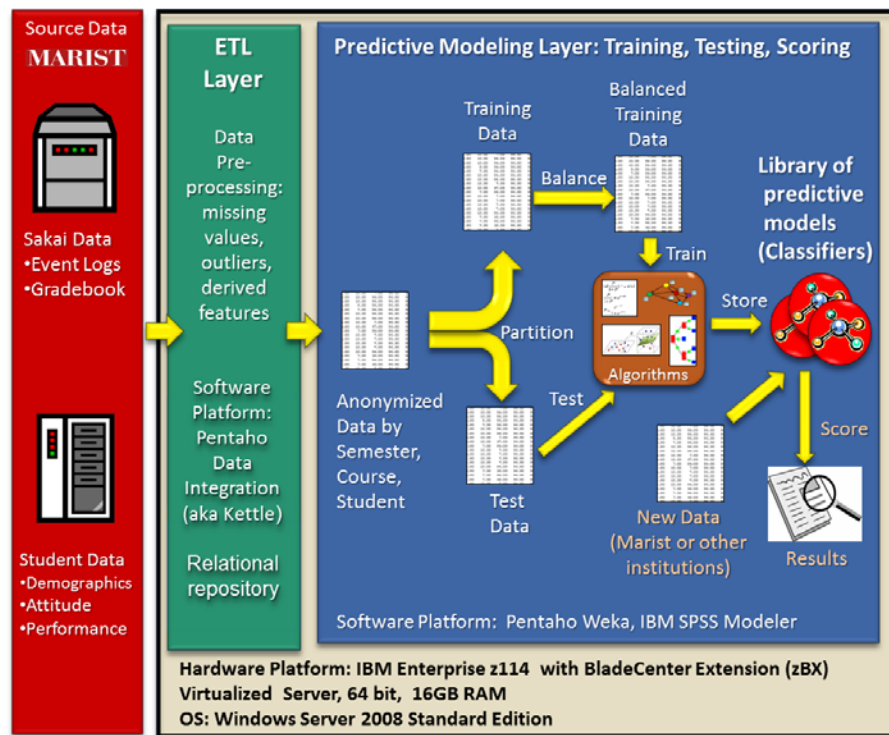 Source Data
MARIST
Sakai Data
•Event Logs
•Gradebook
Student Data
•Demographics
•Attitude
•Performance
ETL
Layer
Data
Pre-
processing:
missing
values,
outliers,
derived
features
Software
Platform:
Pentaho
Data
Integration
(aka Kettle)
Relational
repository
Predictive Modeling Layer: Training, Testing, Scoring
Training
Data
Balance
Balanced
Training
Data
Train
Partition
Anonymized
Data by
Semester,
Course,
Student
Test
Data
Test
Algorithms
Store
Library of
predictive
models
(Classifiers)
New Data
(Marist or other
institutions)
Score
Results
Software Platform: Pentaho Weka, IBM SPSS Modeler
Hardware Platform: IBM Enterprise z114 with BladeCenter Extension (zBX)
Virtualized Server, 64 bit, 16GB RAM
OS: Windows Server 2008 Standard Edition